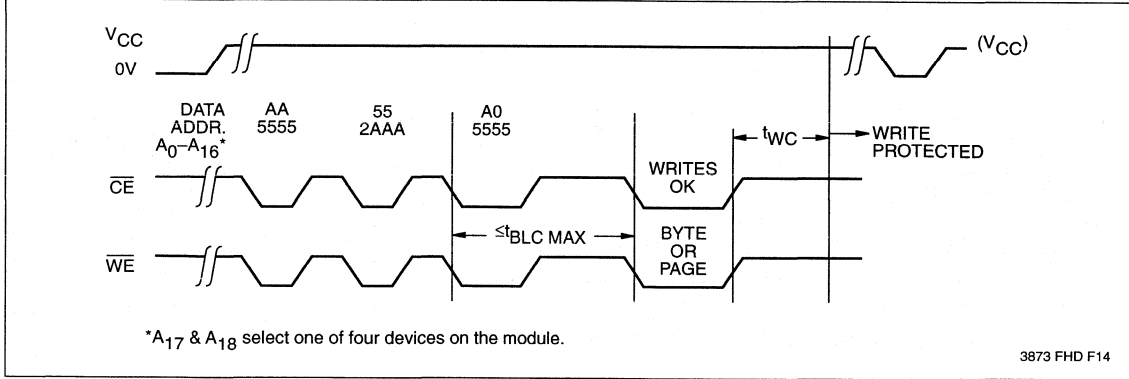 VCC
0V
(VCC)
DATA AA 55 A0
ADDR. 5555 2AAA 5555
A0–A16*
tWC
WRITE
PROTECTED
CE
WRITES
OK
≤tBLC MAX
BYTE
OR
PAGE
WE
*A17 & A18 select one of four devices on the module.
3873 FHD F14